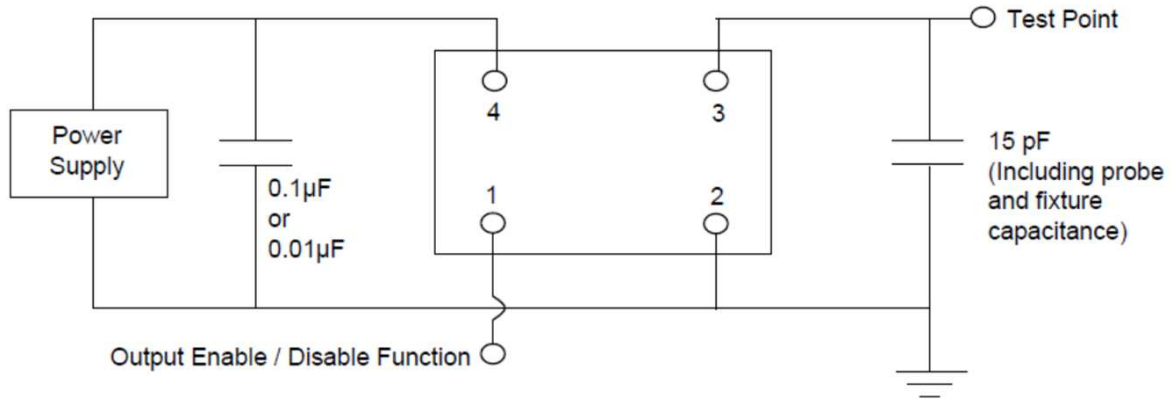 Test Point
4
3
Power
Supply
15 pF
(Including probe
and fixture
capacitance)
0.1µF
or
0.01µF
1
2
Output Enable / Disable Function